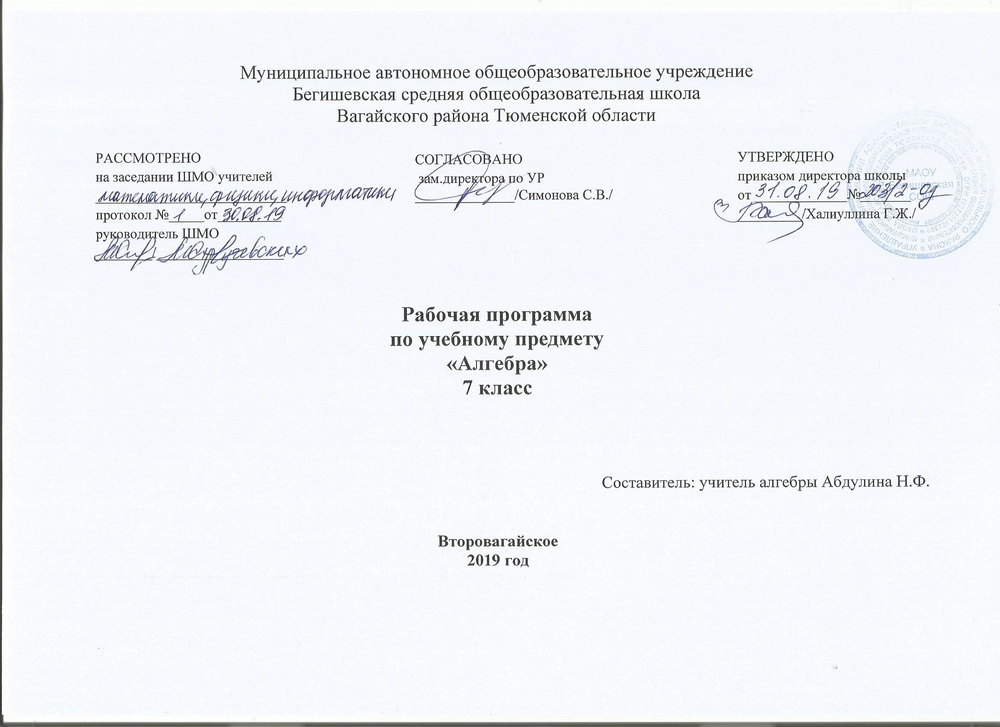 Муниципальное автономное общеобразовательное учреждение
Бегишевская средняя общеобразовательная школа
Вагайского района Тюменской области
РАССМОТРЕНО
на заседании ШМО учителей
математики, физики, информатики
протокол № 1 от 30.08.19
руководитель ШМО
СОГЛАСОВАНО
зам.директора по УР
/Симонова С.В./
УТВЕРЖДЕНО
приказом директора школы
от 31.08.19 № 203/2-од
/Халиуллина Г.Ж./
МАОУ
Бегишевская
СОШ
Рабочая программа
по учебному предмету
«Алгебра»
7 класс
Составитель: учитель алгебры Абдулина Н.Ф.
Второвагайское
2019 год